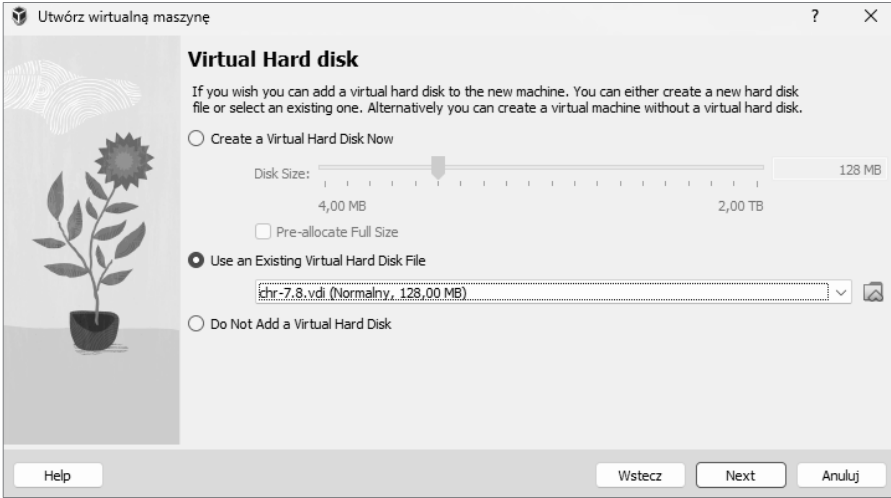 Utwórz wirtualną maszynę ? ×
Virtual Hard disk
If you wish you can add a virtual hard disk to the new machine. You can either create a new hard disk
file or select an existing one. Alternatively you can create a virtual machine without a virtual hard disk.
Create a Virtual Hard Disk Now
Disk Size: 128 MB
4,00 MB 2,00 TB
Pre-allocate Full Size
Use an Existing Virtual Hard Disk File
chr-7.8.vdi (Normalny, 128,00 MB)
Do Not Add a Virtual Hard Disk
Help Wstecz Next Anuluj